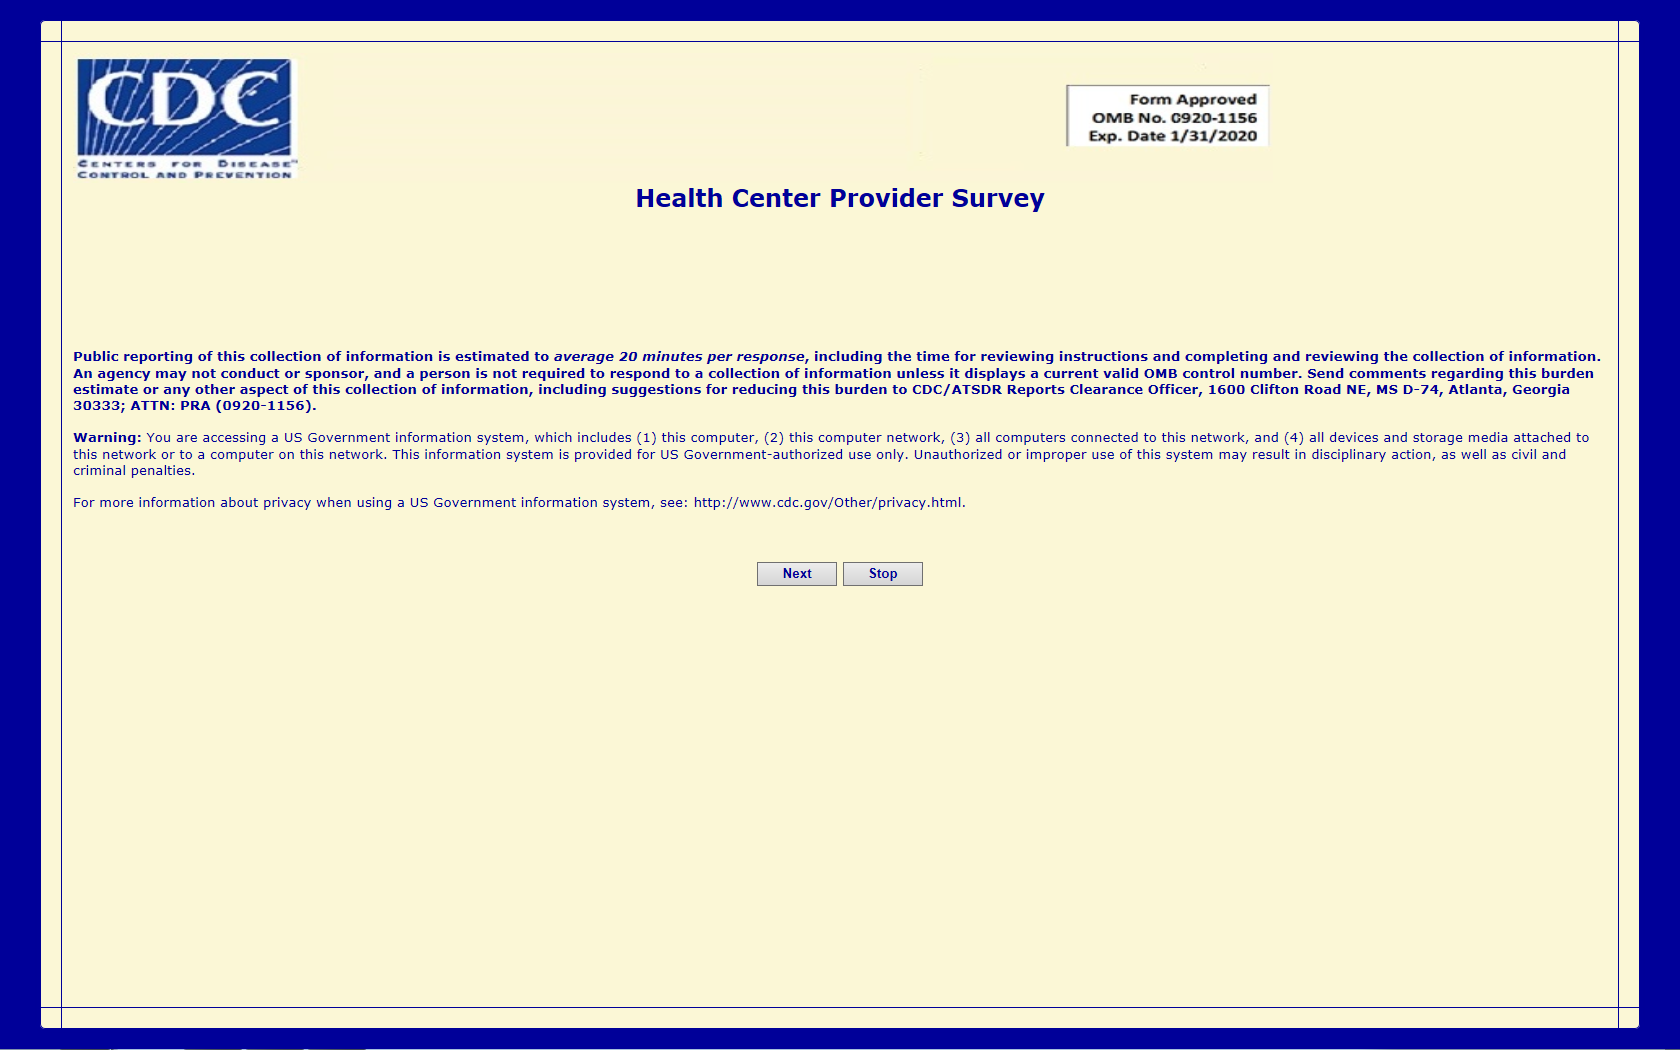 CDC
CENTERS FOR DISEASE™
CONTROL AND PREVENTION
Form Approved
OMB No. 0920-1156
Exp. Date 1/31/2020
Health Center Provider Survey
Public reporting of this collection of information is estimated to average 20 minutes per response, including the time for reviewing instructions and completing and reviewing the collection of information.
An agency may not conduct or sponsor, and a person is not required to respond to a collection of information unless it displays a current valid OMB control number. Send comments regarding this burden
estimate or any other aspect of this collection of information, including suggestions for reducing this burden to CDC/ATSDR Reports Clearance Officer, 1600 Clifton Road NE, MS D-74, Atlanta, Georgia
30333; ATTN: PRA (0920-1156).
Warning: You are accessing a US Government information system, which includes (1) this computer, (2) this computer network, (3) all computers connected to this network, and (4) all devices and storage media attached to
this network or to a computer on this network. This information system is provided for US Government-authorized use only. Unauthorized or improper use of this system may result in disciplinary action, as well as civil and
criminal penalties.
For more information about privacy when using a US Government information system, see: http://www.cdc.gov/Other/privacy.html.
Next Stop